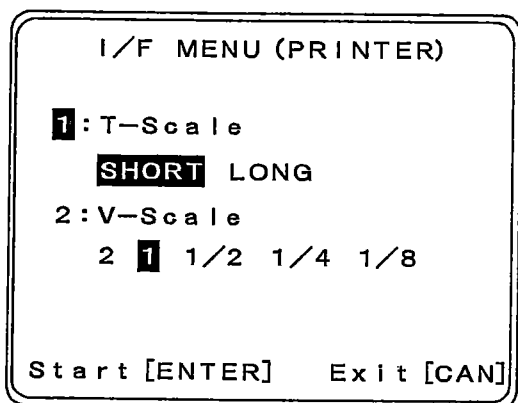 I/F MENU(PRINTER)
1:T-Scale
SHORT LONG
2:V-Scale
2 1 1/2 1/4 1/8
Start[ENTER] Exit[CAN]